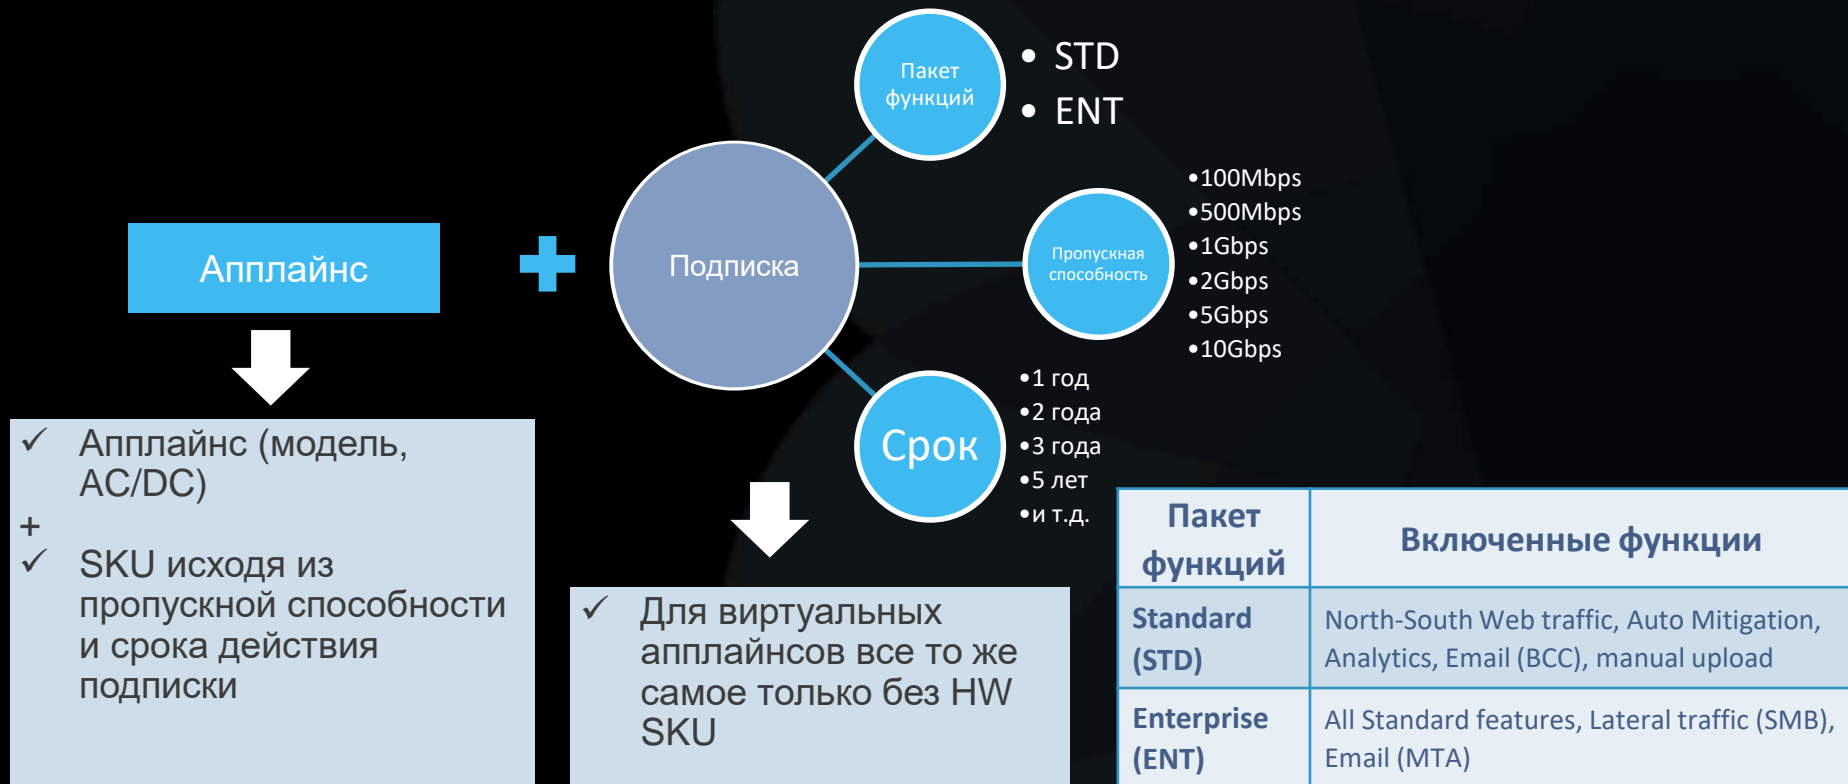 Апплайнс
Подписка
Пакет
функций
• STD
• ENT
Пропускная
способность
•100Mbps
•500Mbps
•1Gbps
•2Gbps
•5Gbps
•10Gbps
Срок
•1 год
•2 года
•3 года
•5 лет
•и т.д.
✓ Апплайнс (модель,
AC/DC)
+
✓ SKU исходя из
пропускной способности
и срока действия
подписки
✓ Для виртуальных
апплайнсов все то же
самое только без HW
SKU
Пакет
функций
Включенные функции
Standard
(STD)
North-South Web traffic, Auto Mitigation,
Analytics, Email (BCC), manual upload
Enterprise
(ENT)
All Standard features, Lateral traffic (SMB),
Email (MTA)